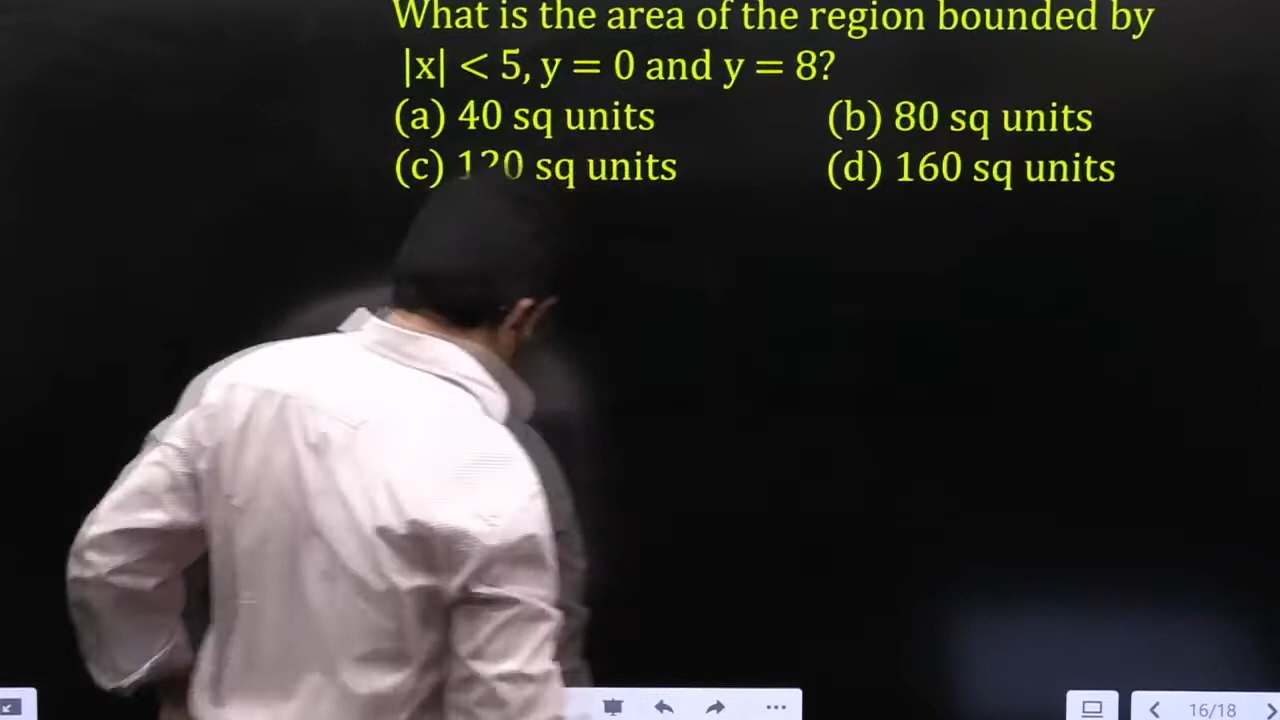 What is the area of the region bounded by
|x| < 5, y = 0 and y = 8?
(a) 40 sq units (b) 80 sq units
(c) 120 sq units (d) 160 sq units
16/18